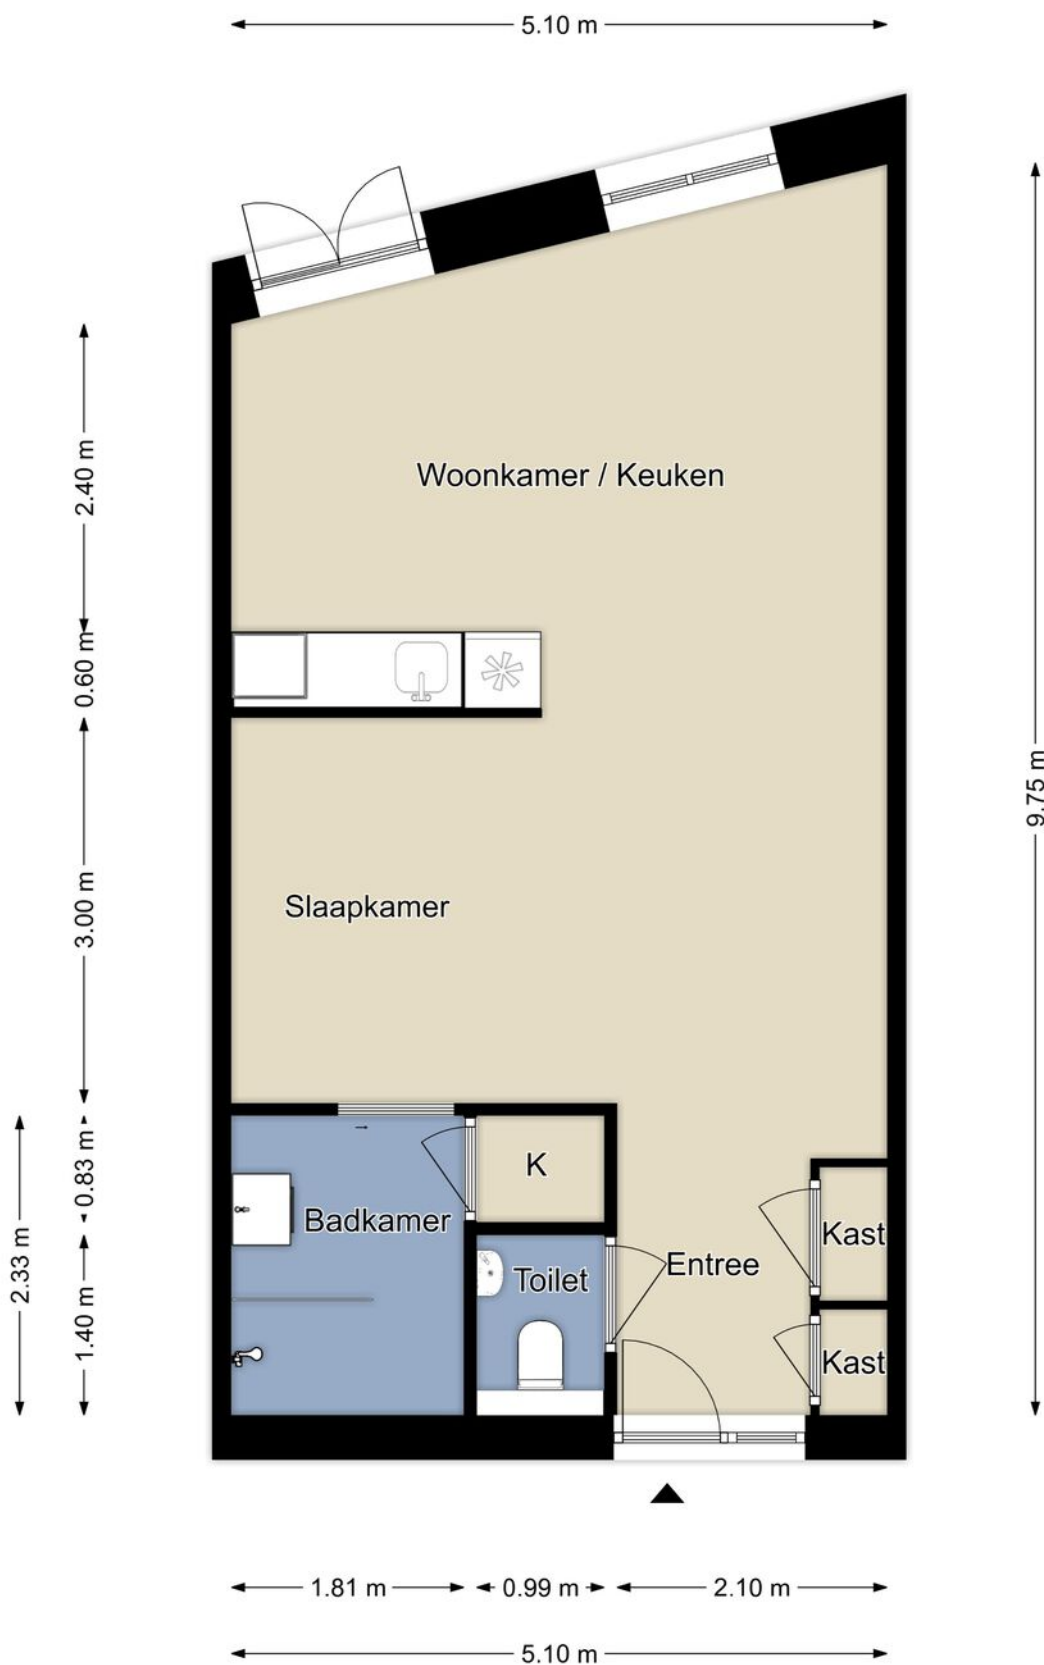 5.10 m
2.40 m
Woonkamer / Keuken
0.60 m
9.75 m
3.00 m
Slaapkamer
0.83 m
K
2.33 m
Badkamer
Kast
Entree
Toilet
1.40 m
Kast
1.81 m
0.99 m
2.10 m
5.10 m